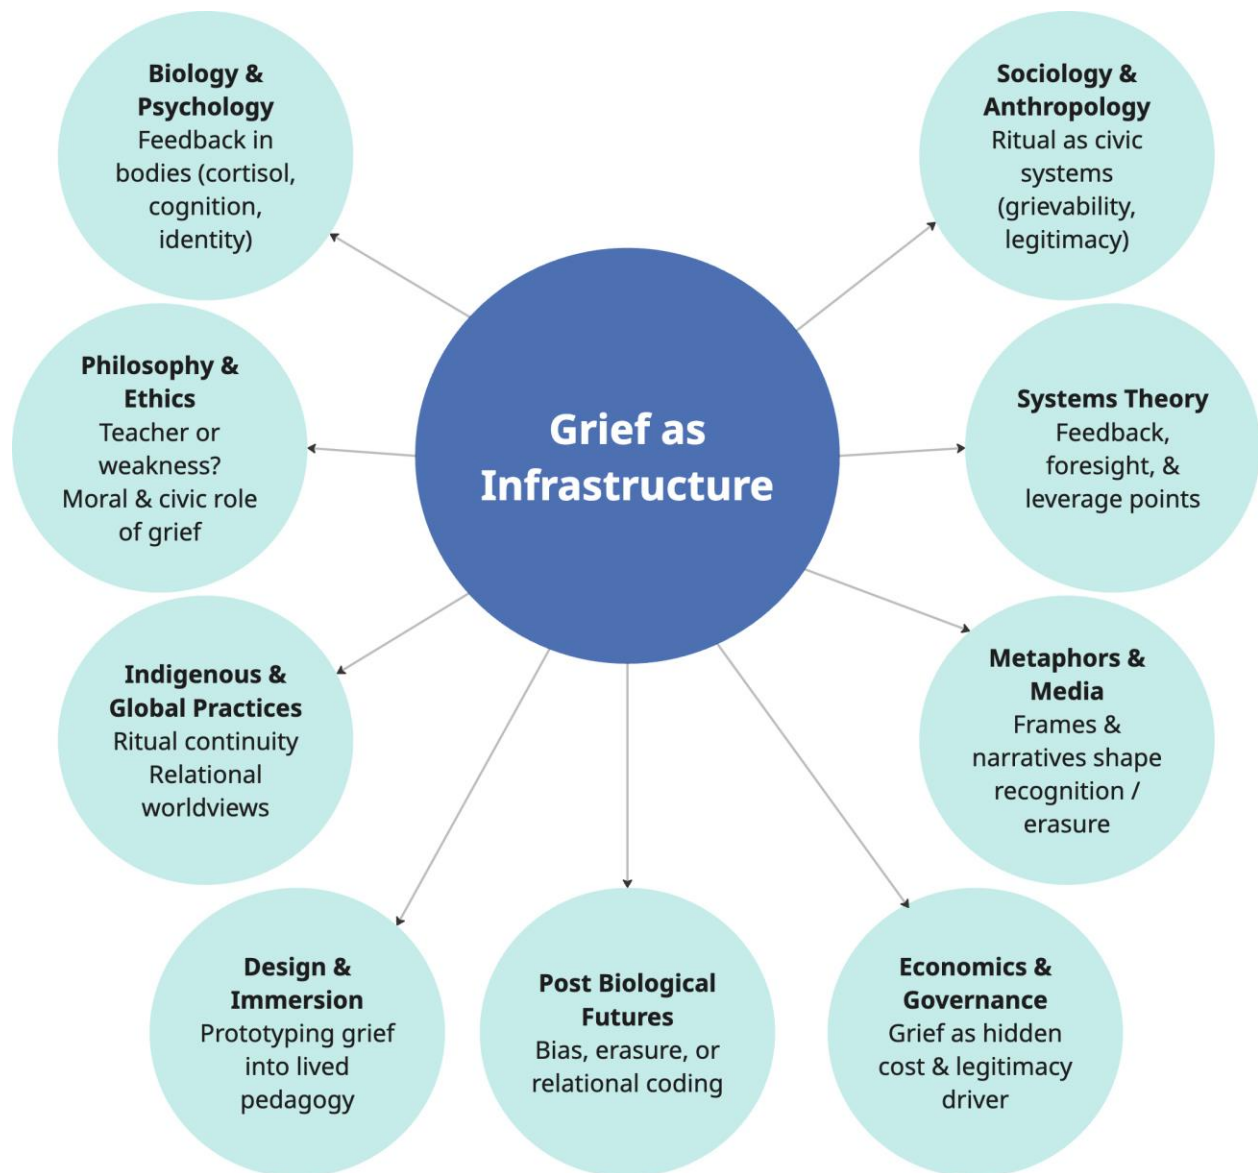 Biology &
Psychology
Feedback in
bodies (cortisol,
cognition,
identity)
Sociology &
Anthropology
Ritual as civic
systems
(grievability,
legitimacy)
Grief as
Infrastructure
Philosophy &
Ethics
Teacher or
weakness?
Moral & civic role
of grief
Systems Theory
Feedback,
foresight, &
leverage points
Indigenous &
Global Practices
Ritual continuity
Relational
worldviews
Metaphors &
Media
Frames &
narratives shape
recognition /
erasure
Design &
Immersion
Prototyping grief
into lived
pedagogy
Post Biological
Futures
Bias, erasure, or
relational coding
Economics &
Governance
Grief as hidden
cost & legitimacy
driver